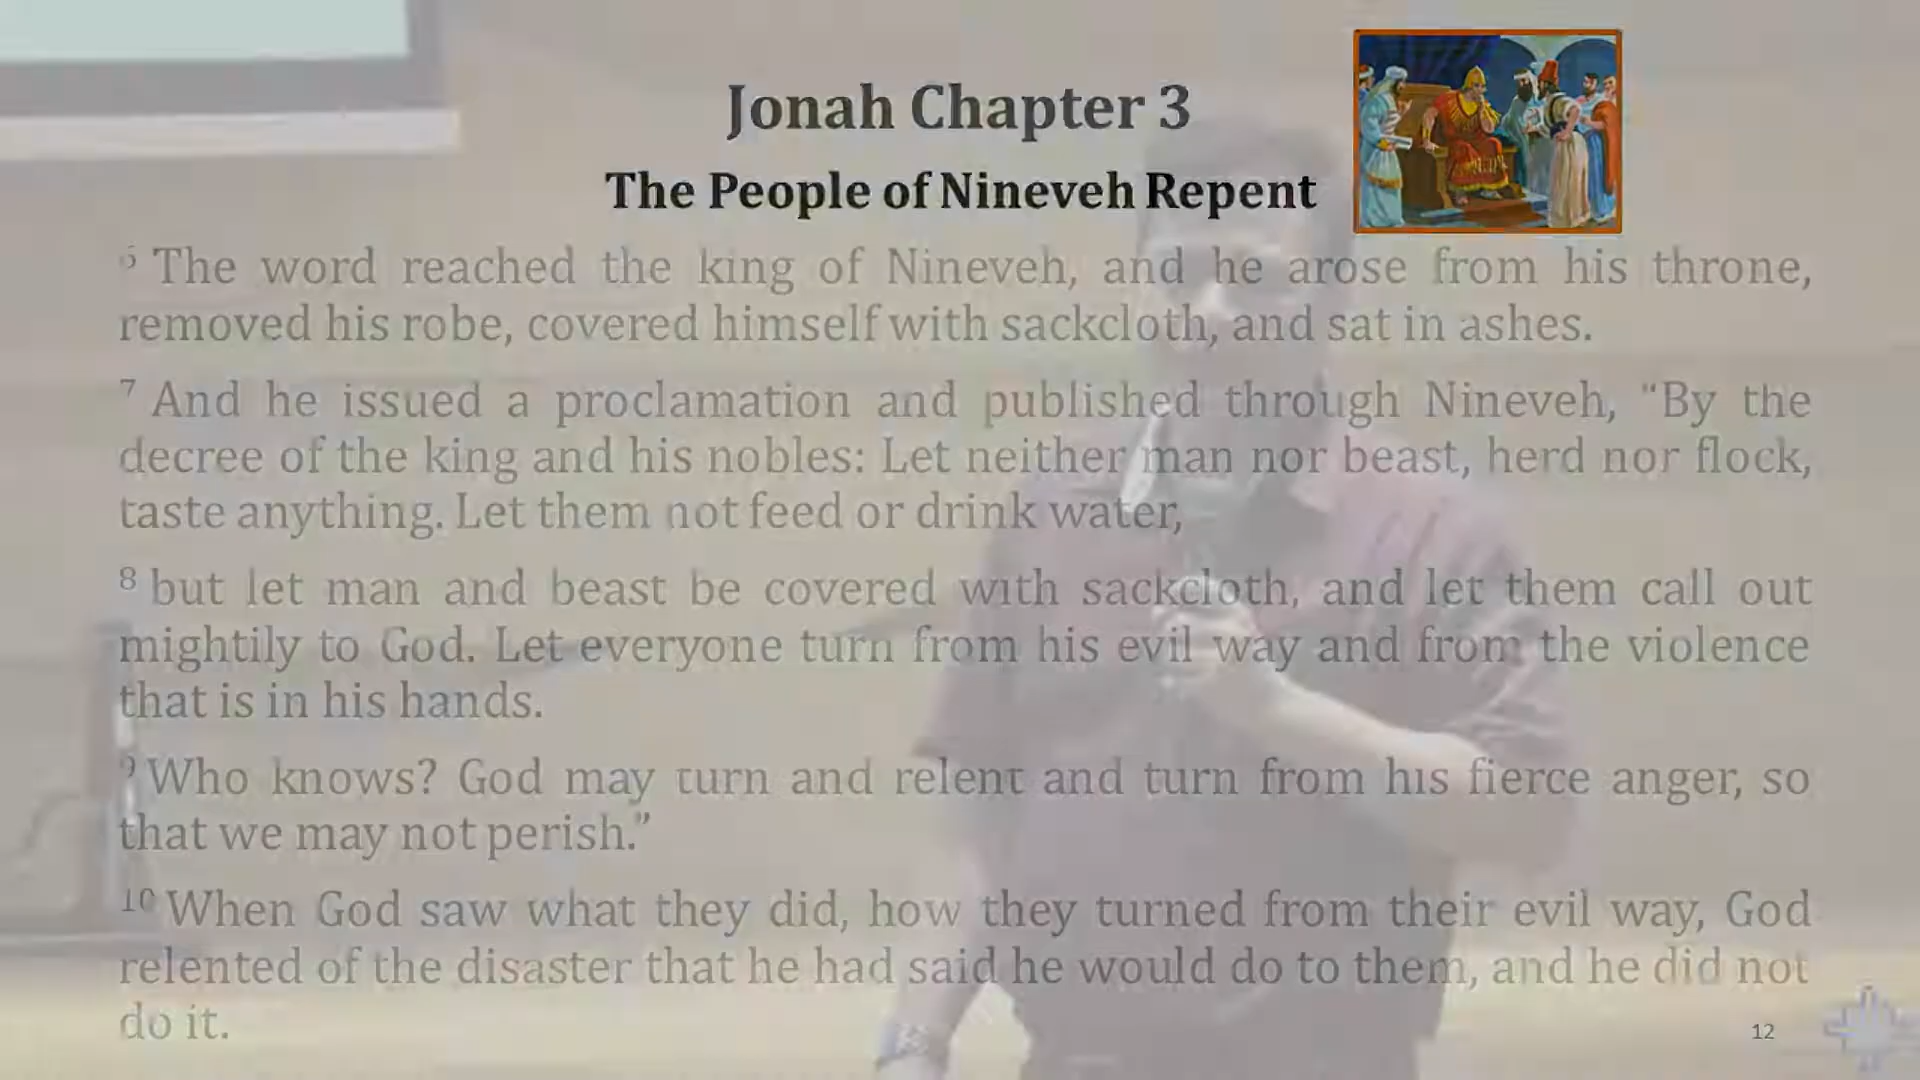 Jonah Chapter 3
The People of Nineveh Repent
6 The word reached the king of Nineveh, and he arose from his throne,
removed his robe, covered himself with sackcloth, and sat in ashes.
7 And he issued a proclamation and published through Nineveh, "By the
decree of the king and his nobles: Let neither man nor beast, herd nor flock,
taste anything. Let them not feed or drink water,
8 but let man and beast be covered with sackcloth, and let them call out
mightily to God. Let everyone turn from his evil way and from the violence
that is in his hands.
9 Who knows? God may turn and relent and turn from his fierce anger, so
that we may not perish."
10 When God saw what they did, how they turned from their evil way, God
relented of the disaster that he had said he would do to them, and he did not
do it.
12